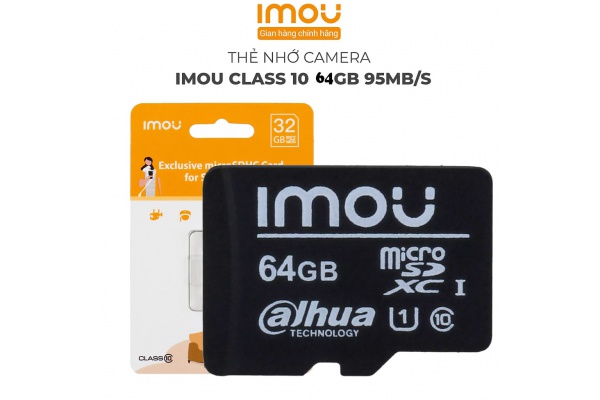 imou
Gian hàng chính hãng
THẺ NHỚ CAMERA
IMOU CLASS 10 64GB 95MB/S
imou
32
GB
Exclusive microSDHC Card
for S
CLASS 10
imou
64GB
micro SD XC I
alhua
TECHNOLOGY
U1 10